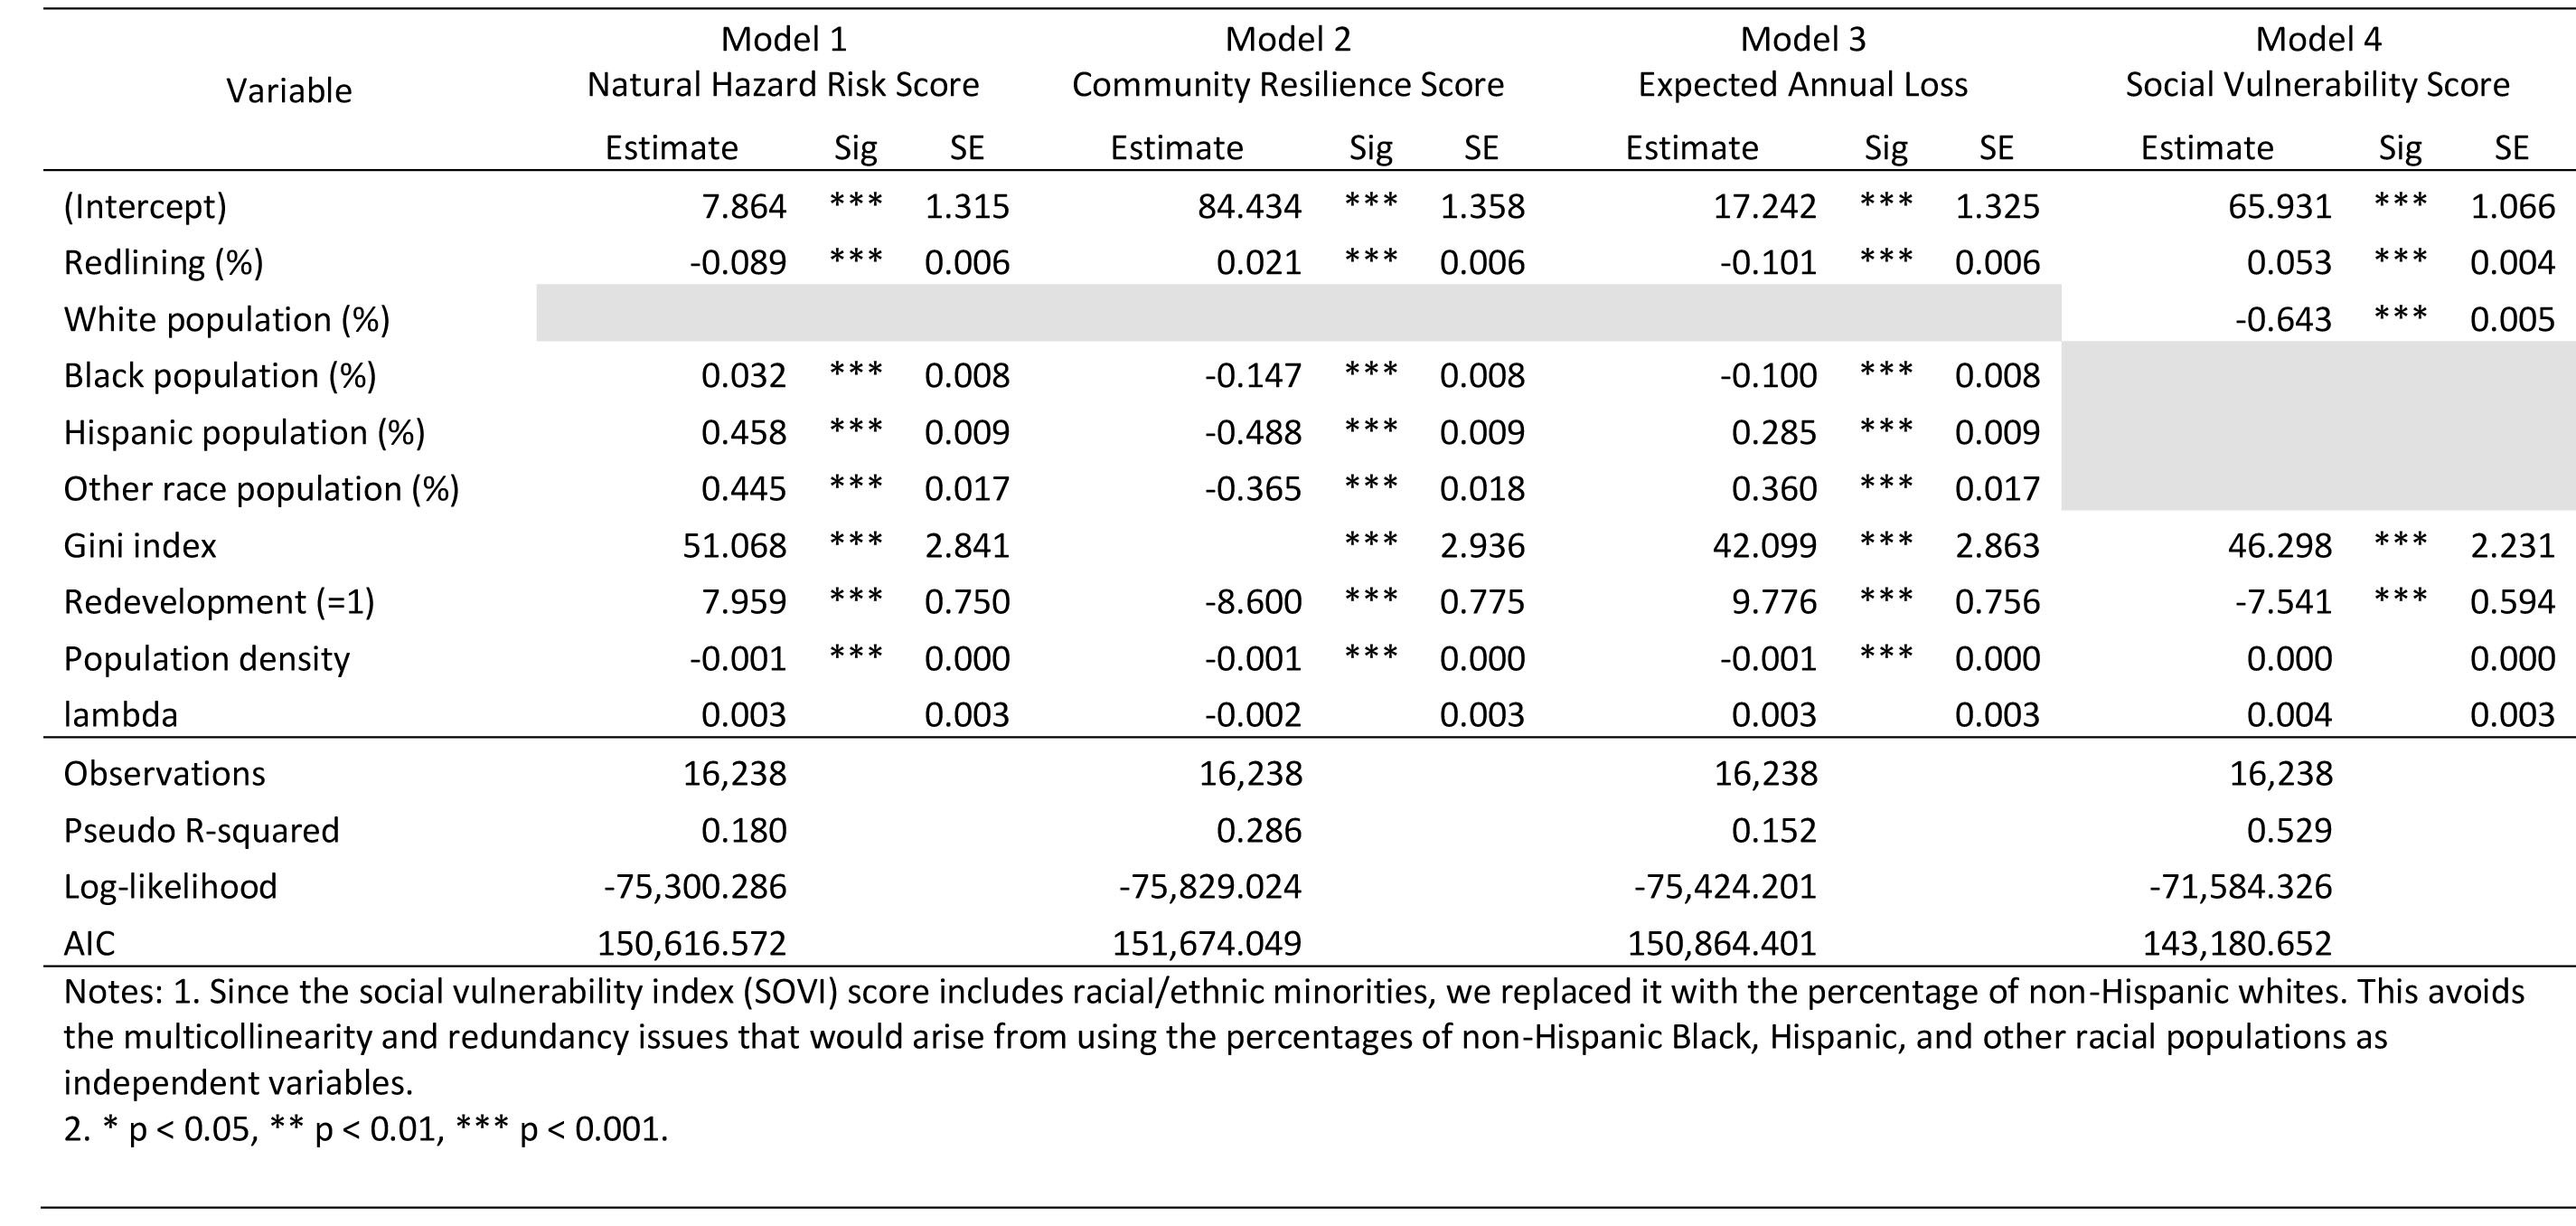 Model 1 Model 2 Model 3 Model 4
Variable Natural Hazard Risk Score Community Resilience Score Expected Annual Loss Social Vulnerability Score
Estimate Sig SE Estimate Sig SE Estimate Sig SE Estimate Sig SE
(Intercept) 7.864 *** 1.315 84.434 *** 1.358 17.242 *** 1.325 65.931 *** 1.066
Redlining (%) -0.089 *** 0.006 0.021 *** 0.006 -0.101 *** 0.006 0.053 *** 0.004
White population (%) -0.643 *** 0.005
Black population (%) 0.032 *** 0.008 -0.147 *** 0.008 -0.100 *** 0.008
Hispanic population (%) 0.458 *** 0.009 -0.488 *** 0.009 0.285 *** 0.009
Other race population (%) 0.445 *** 0.017 -0.365 *** 0.018 0.360 *** 0.017
Gini index 51.068 *** 2.841 *** 2.936 42.099 *** 2.863 46.298 *** 2.231
Redevelopment (=1) 7.959 *** 0.750 -8.600 *** 0.775 9.776 *** 0.756 -7.541 *** 0.594
Population density -0.001 *** 0.000 -0.001 *** 0.000 -0.001 *** 0.000 0.000 0.000
lambda 0.003 0.003 -0.002 0.003 0.003 0.003 0.004 0.003
Observations 16,238 16,238 16,238 16,238
Pseudo R-squared 0.180 0.286 0.152 0.529
Log-likelihood -75,300.286 -75,829.024 -75,424.201 -71,584.326
AIC 150,616.572 151,674.049 150,864.401 143,180.652
Notes: 1. Since the social vulnerability index (SOVI) score includes racial/ethnic minorities, we replaced it with the percentage of non-Hispanic whites. This avoids
the multicollinearity and redundancy issues that would arise from using the percentages of non-Hispanic Black, Hispanic, and other racial populations as
independent variables.
2. * p < 0.05, ** p < 0.01, *** p < 0.001.